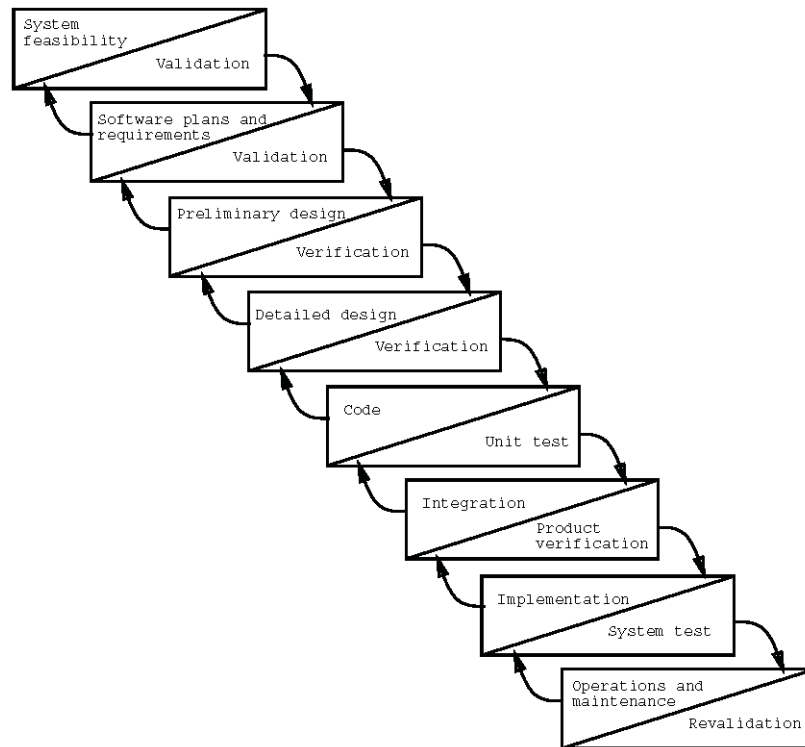 System
feasibility
Validation
Software plans and
requirements
Validation
Preliminary design
Verification
Detailed design
Verification
Code
Unit test
Integration
Product
verification
Implementation
System test
Operations and
maintenance
Revalidation